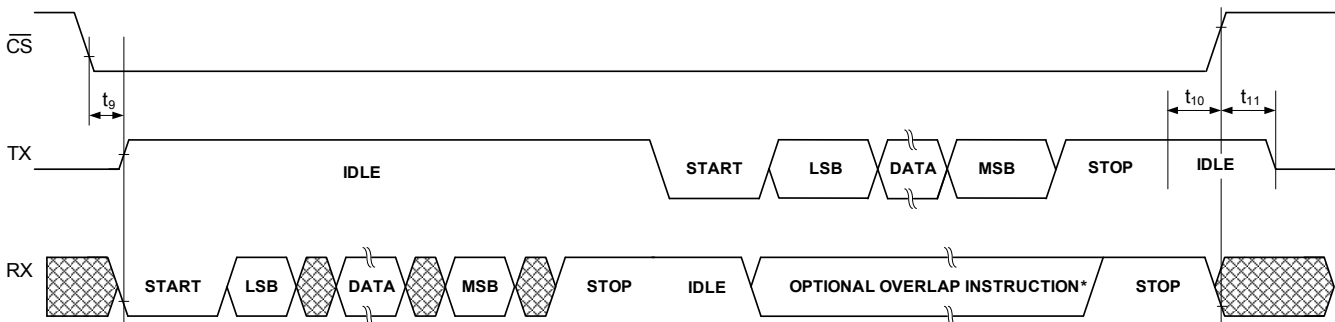 CS
t9
t10
t11
TX
IDLE
START
LSB
DATA
MSB
STOP
IDLE
RX
START
LSB
DATA
MSB
STOP
IDLE
OPTIONAL OVERLAP INSTRUCTION*
STOP